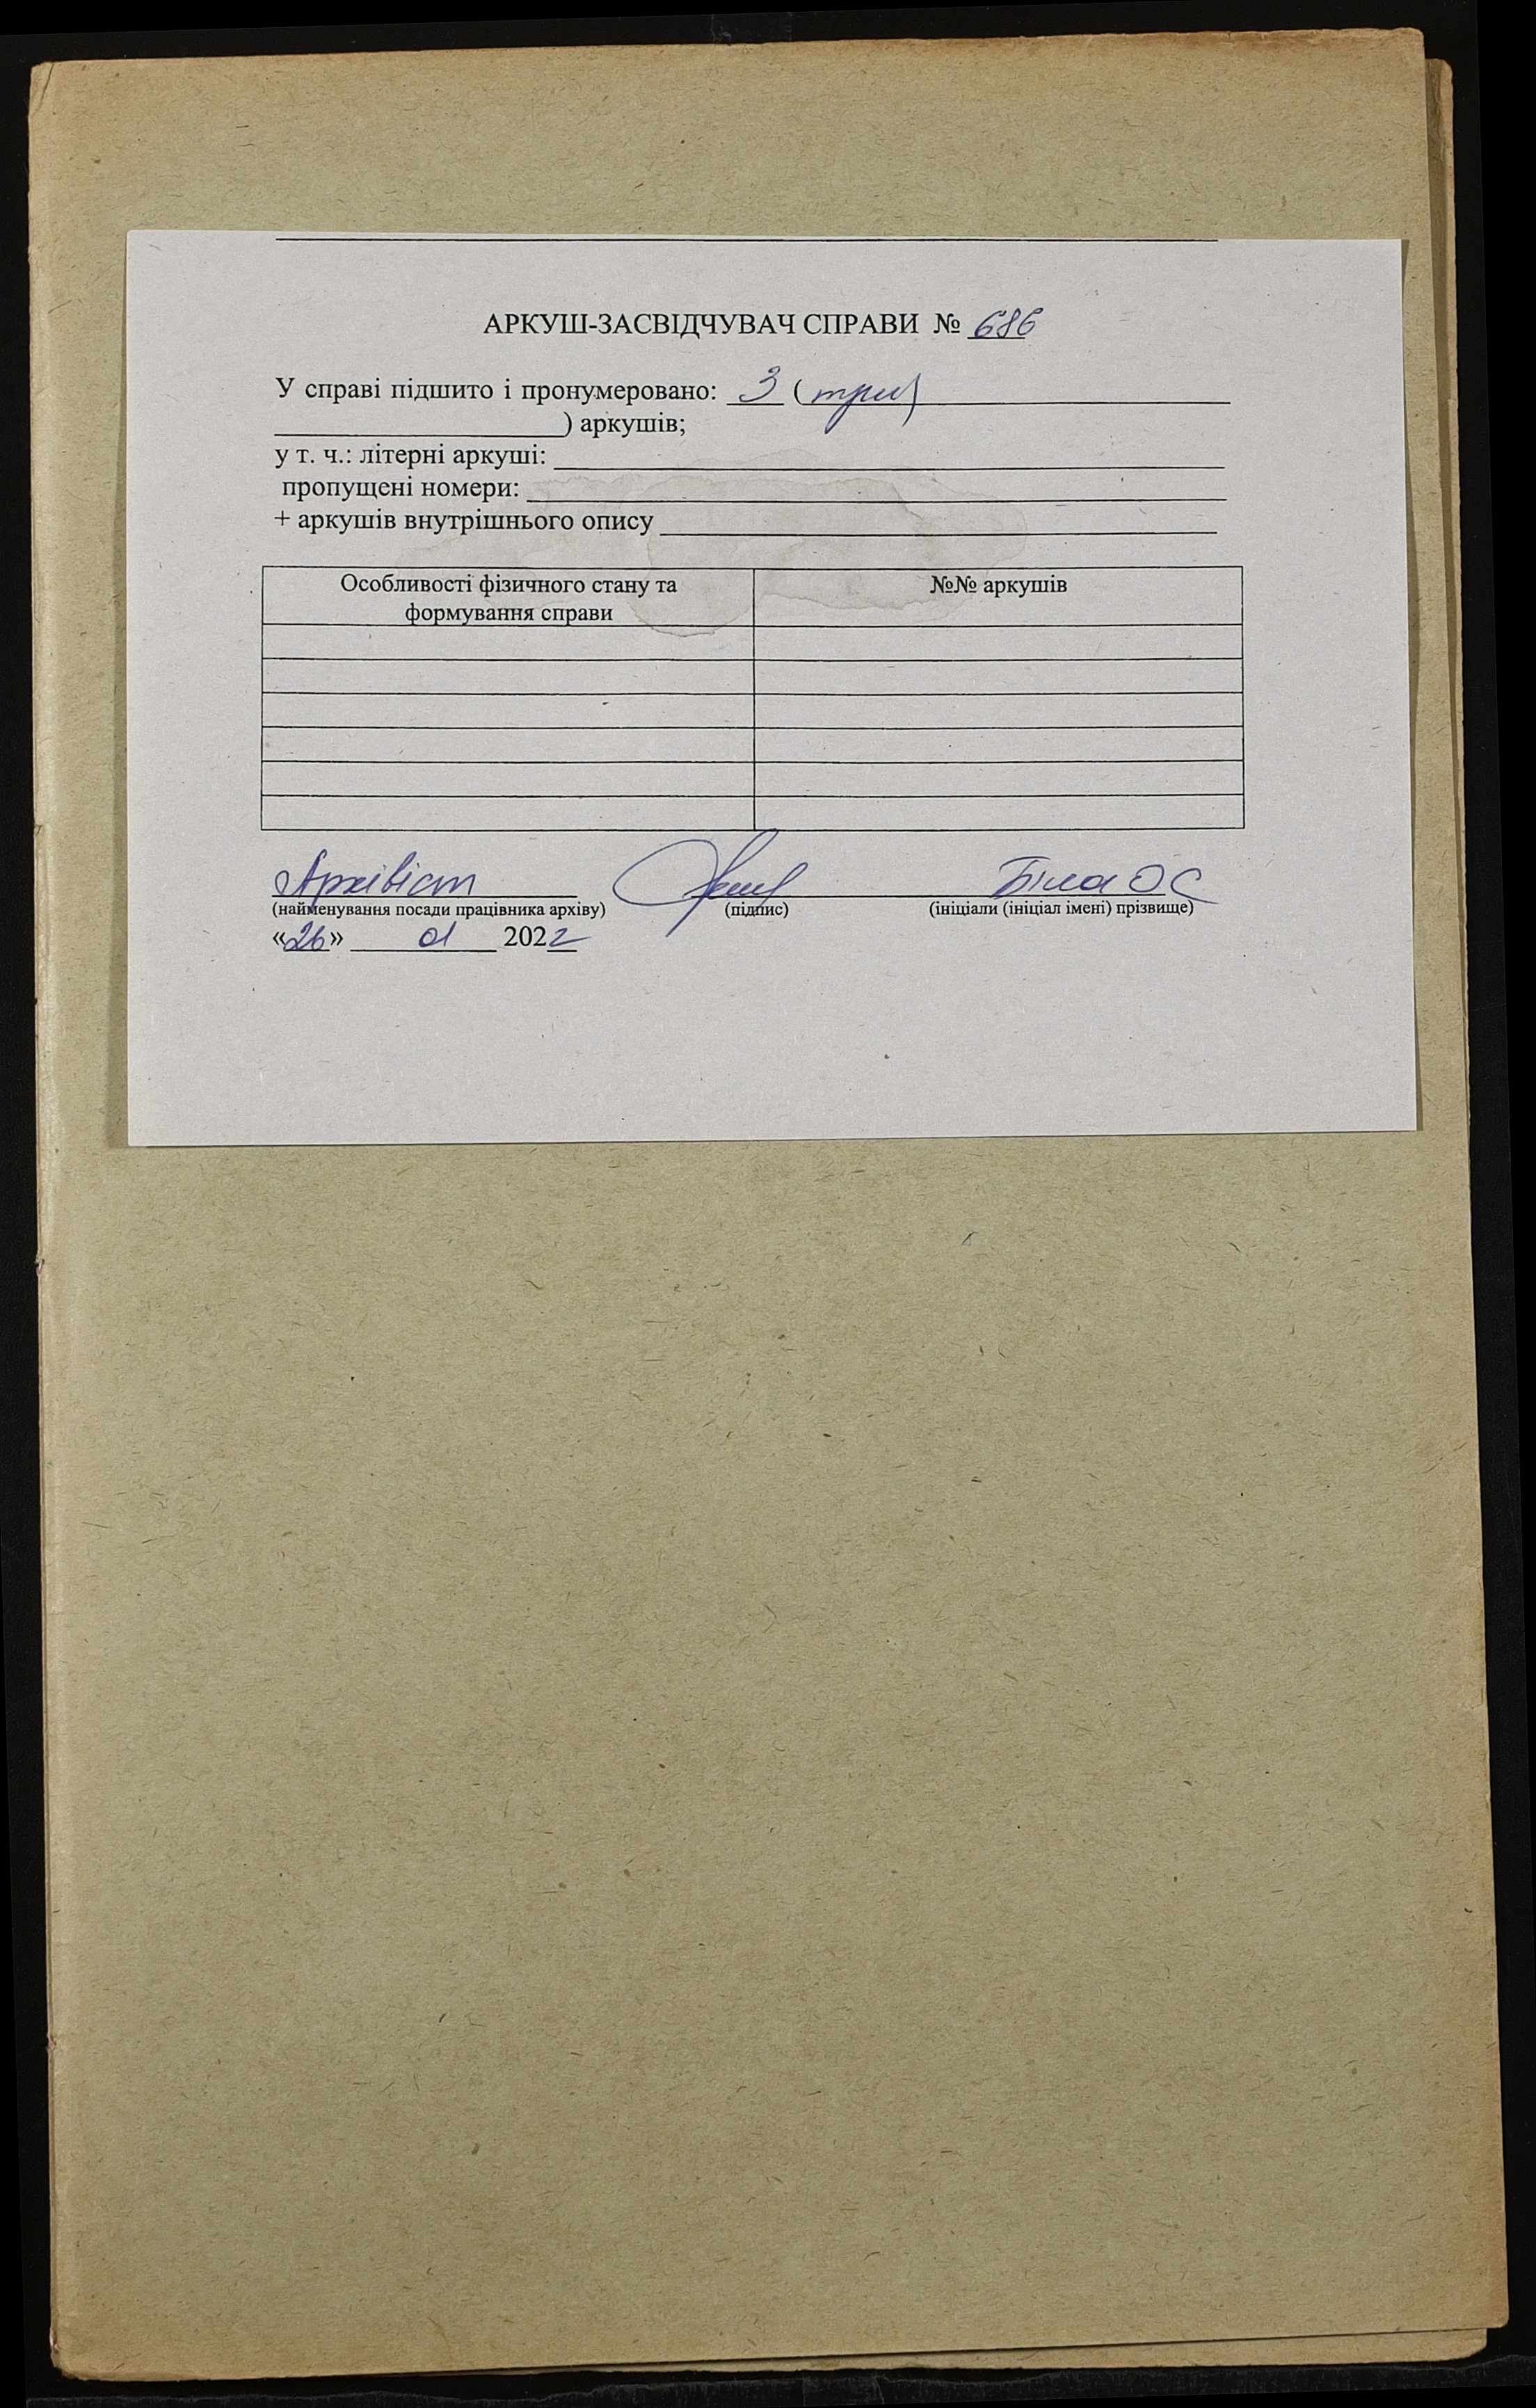 АРКУШ-ЗАСВІДЧУВАЧ СПРАВИ № 686
У справі підшито і пронумеровано: 3 (три)
) аркушів;
у т. ч.: літерні аркуші:
пропущені номери:
+ аркушів внутрішнього опису
Особливості фізичного стану та
формування справи
№№ аркушів
Архівіст Біла О С
(найменування посади працівника архіву) (підпис) (ініціали (ініціал імені) прізвище)
«26» 01 2022